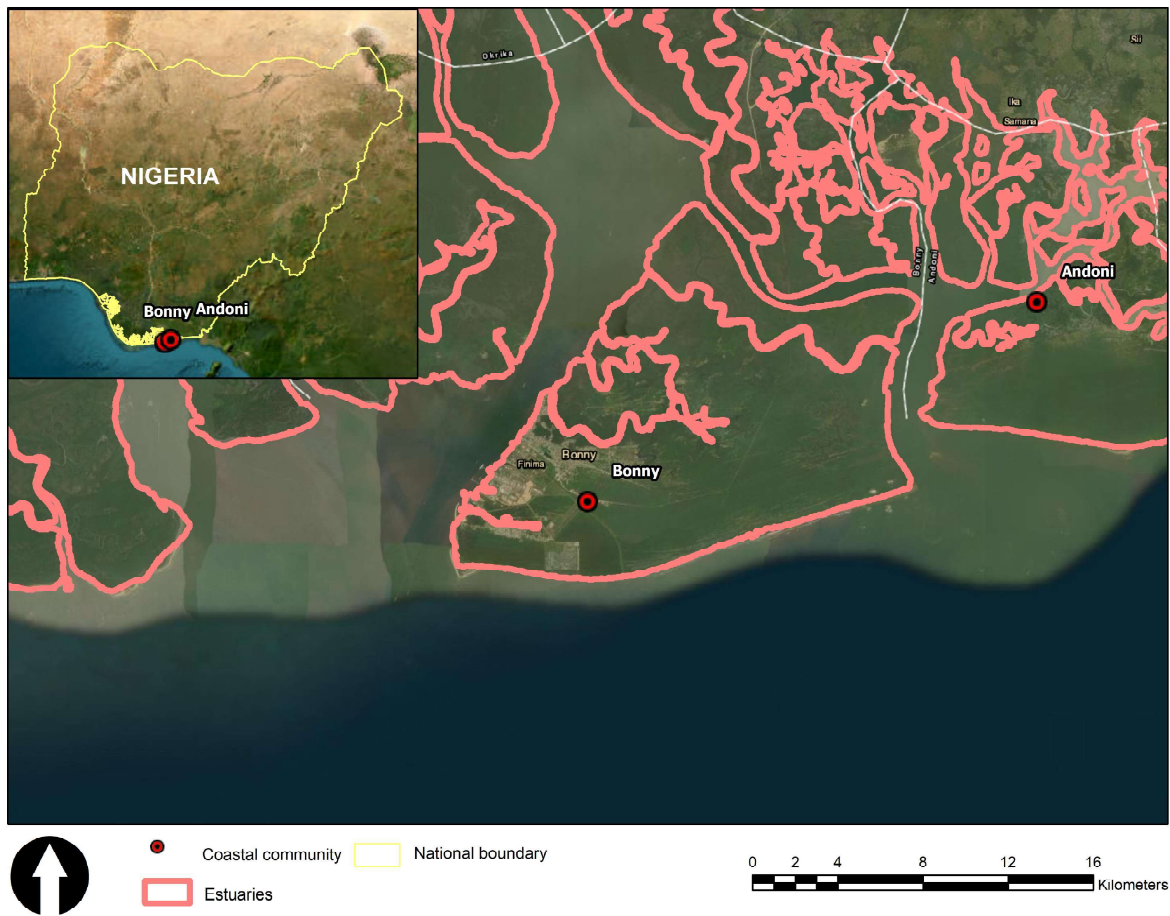 NIGERIA
Bonny Andoni
Okrika
Sii
Ika
Samana
Bonny
Andoni
Andoni
Finima
Bonny
Bonny
Coastal community
National boundary
Estuaries
0 2 4 8 12 16
Kilometers